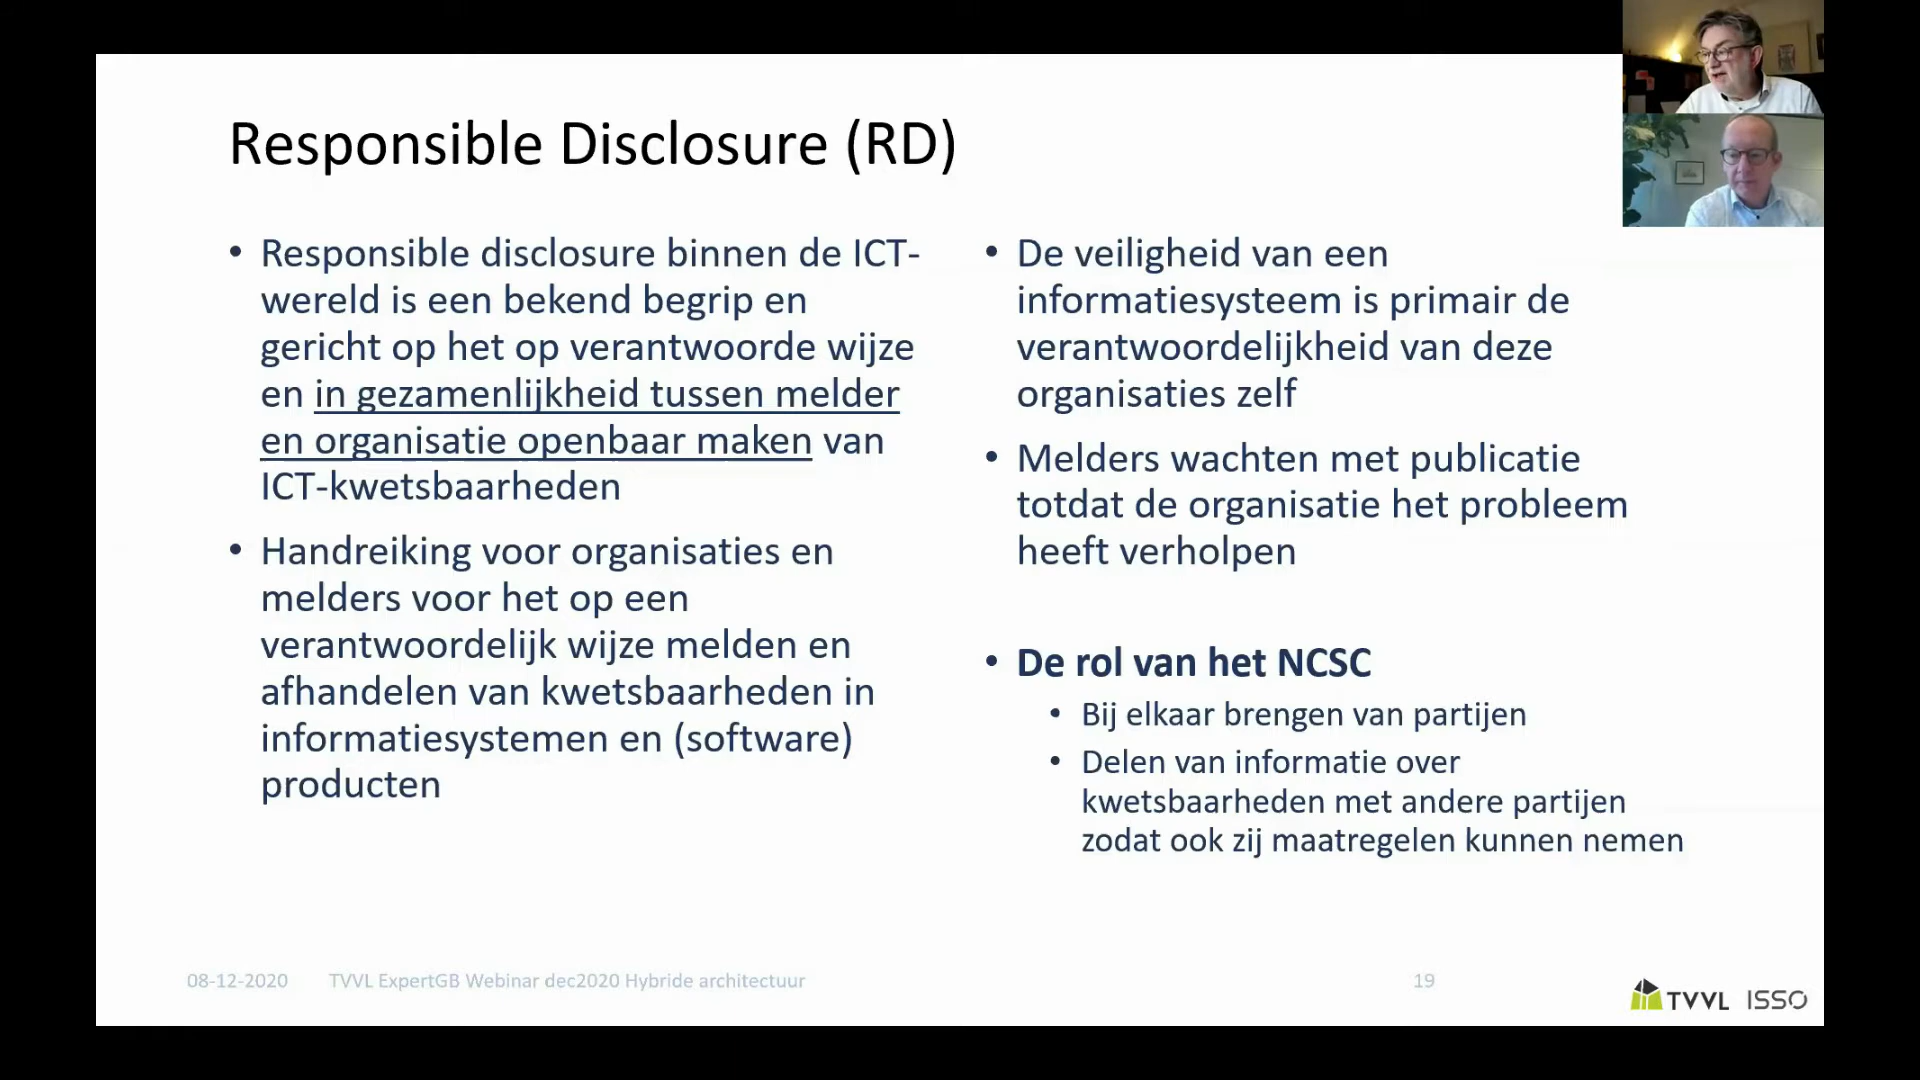 Responsible Disclosure (RD)
• Responsible disclosure binnen de ICT-
wereld is een bekend begrip en
gericht op het op verantwoorde wijze
en in gezamenlijkheid tussen melder
en organisatie openbaar maken van
ICT-kwetsbaarheden
• Handreiking voor organisaties en
melders voor het op een
verantwoordelijk wijze melden en
afhandelen van kwetsbaarheden in
informatiesystemen en (software)
producten
• De veiligheid van een
informatiesysteem is primair de
verantwoordelijkheid van deze
organisaties zelf
• Melders wachten met publicatie
totdat de organisatie het probleem
heeft verholpen
• De rol van het NCSC
• Bij elkaar brengen van partijen
• Delen van informatie over
kwetsbaarheden met andere partijen
zodat ook zij maatregelen kunnen nemen
08-12-2020 TVVL ExpertGB Webinar dec2020 Hybride architectuur 19
TVVL ISSO